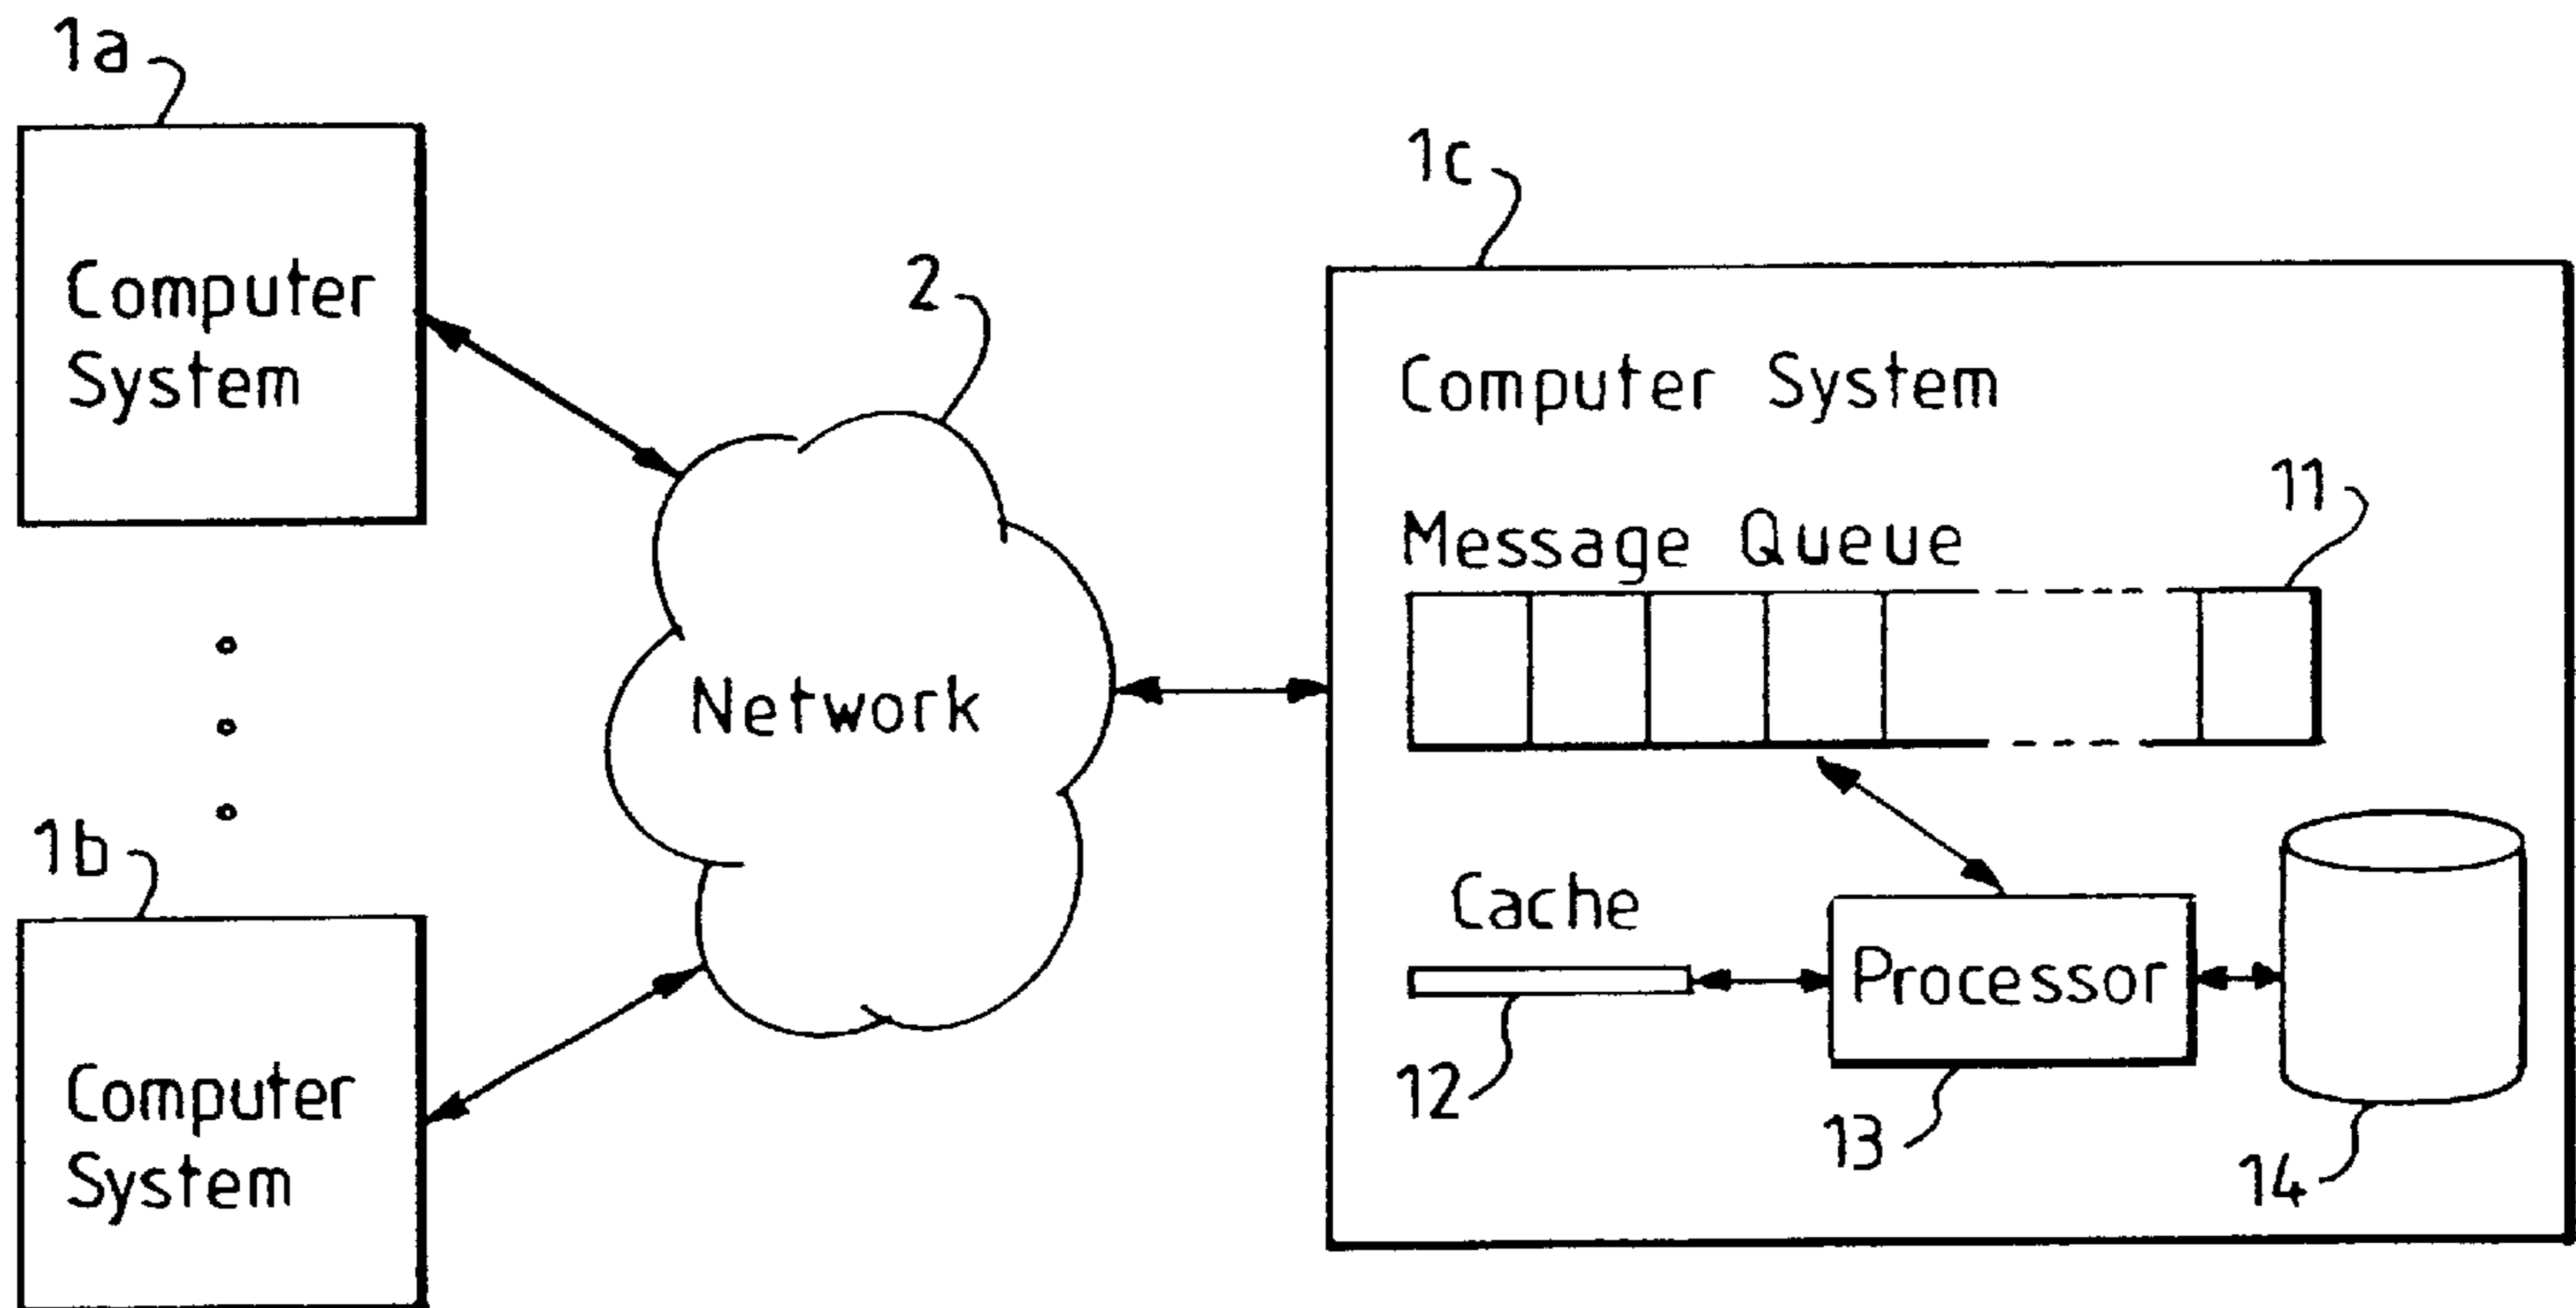 1a
Computer
System
1b
Computer
System
2
Network
1c
Computer System
Message Queue
11
Cache
12
Processor
13
14